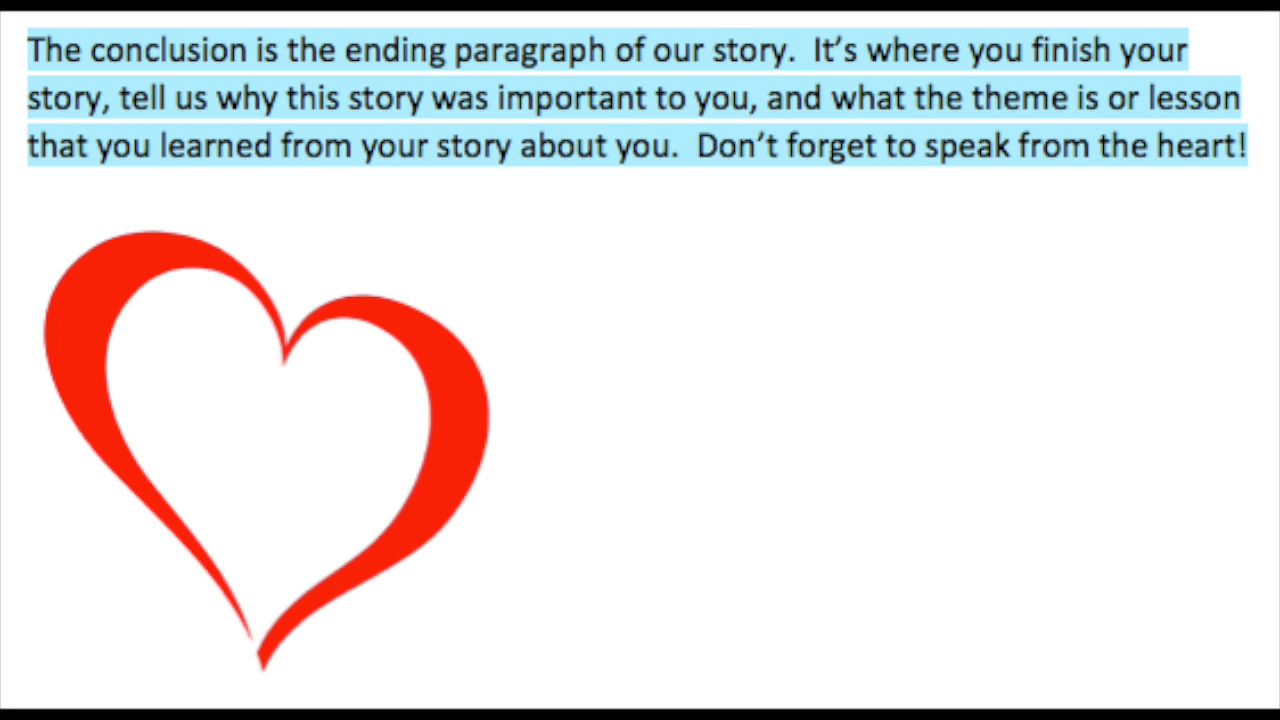 The conclusion is the ending paragraph of our story.  It’s where you finish your
story, tell us why this story was important to you, and what the theme is or lesson
that you learned from your story about you.  Don’t forget to speak from the heart!